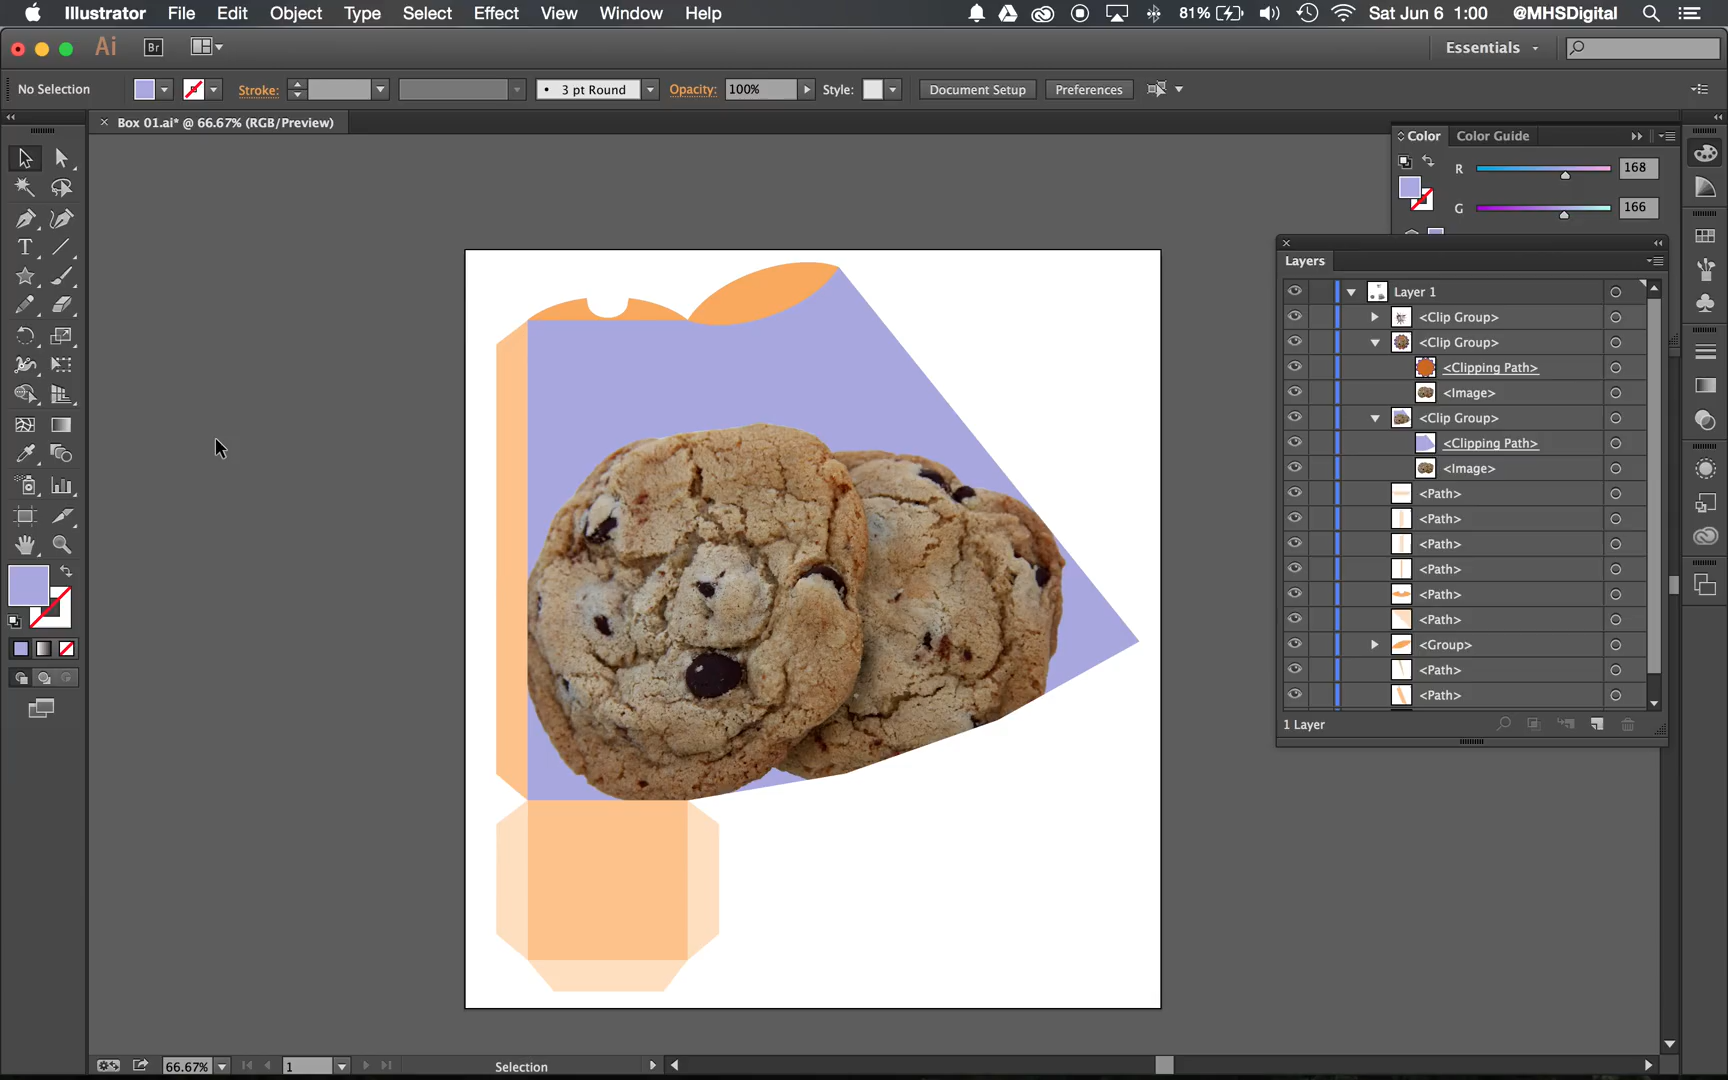 Illustrator File Edit Object Type Select Effect View Window Help 81% Sat Jun 6 1:00 @MHSDigital
Ai Br Essentials
No Selection Stroke: • 3 pt Round Opacity: 100% Style: Document Setup Preferences
× Box 01.ai* @ 66.67% (RGB/Preview)
Color Color Guide
R 168
G 166
Layers
Layer 1
<Clip Group>
<Clip Group>
<Clipping Path>
<Image>
<Clip Group>
<Clipping Path>
<Image>
<Path>
<Path>
<Path>
<Path>
<Path>
<Path>
<Group>
<Path>
<Path>
1 Layer
T
66.67% 1 Selection